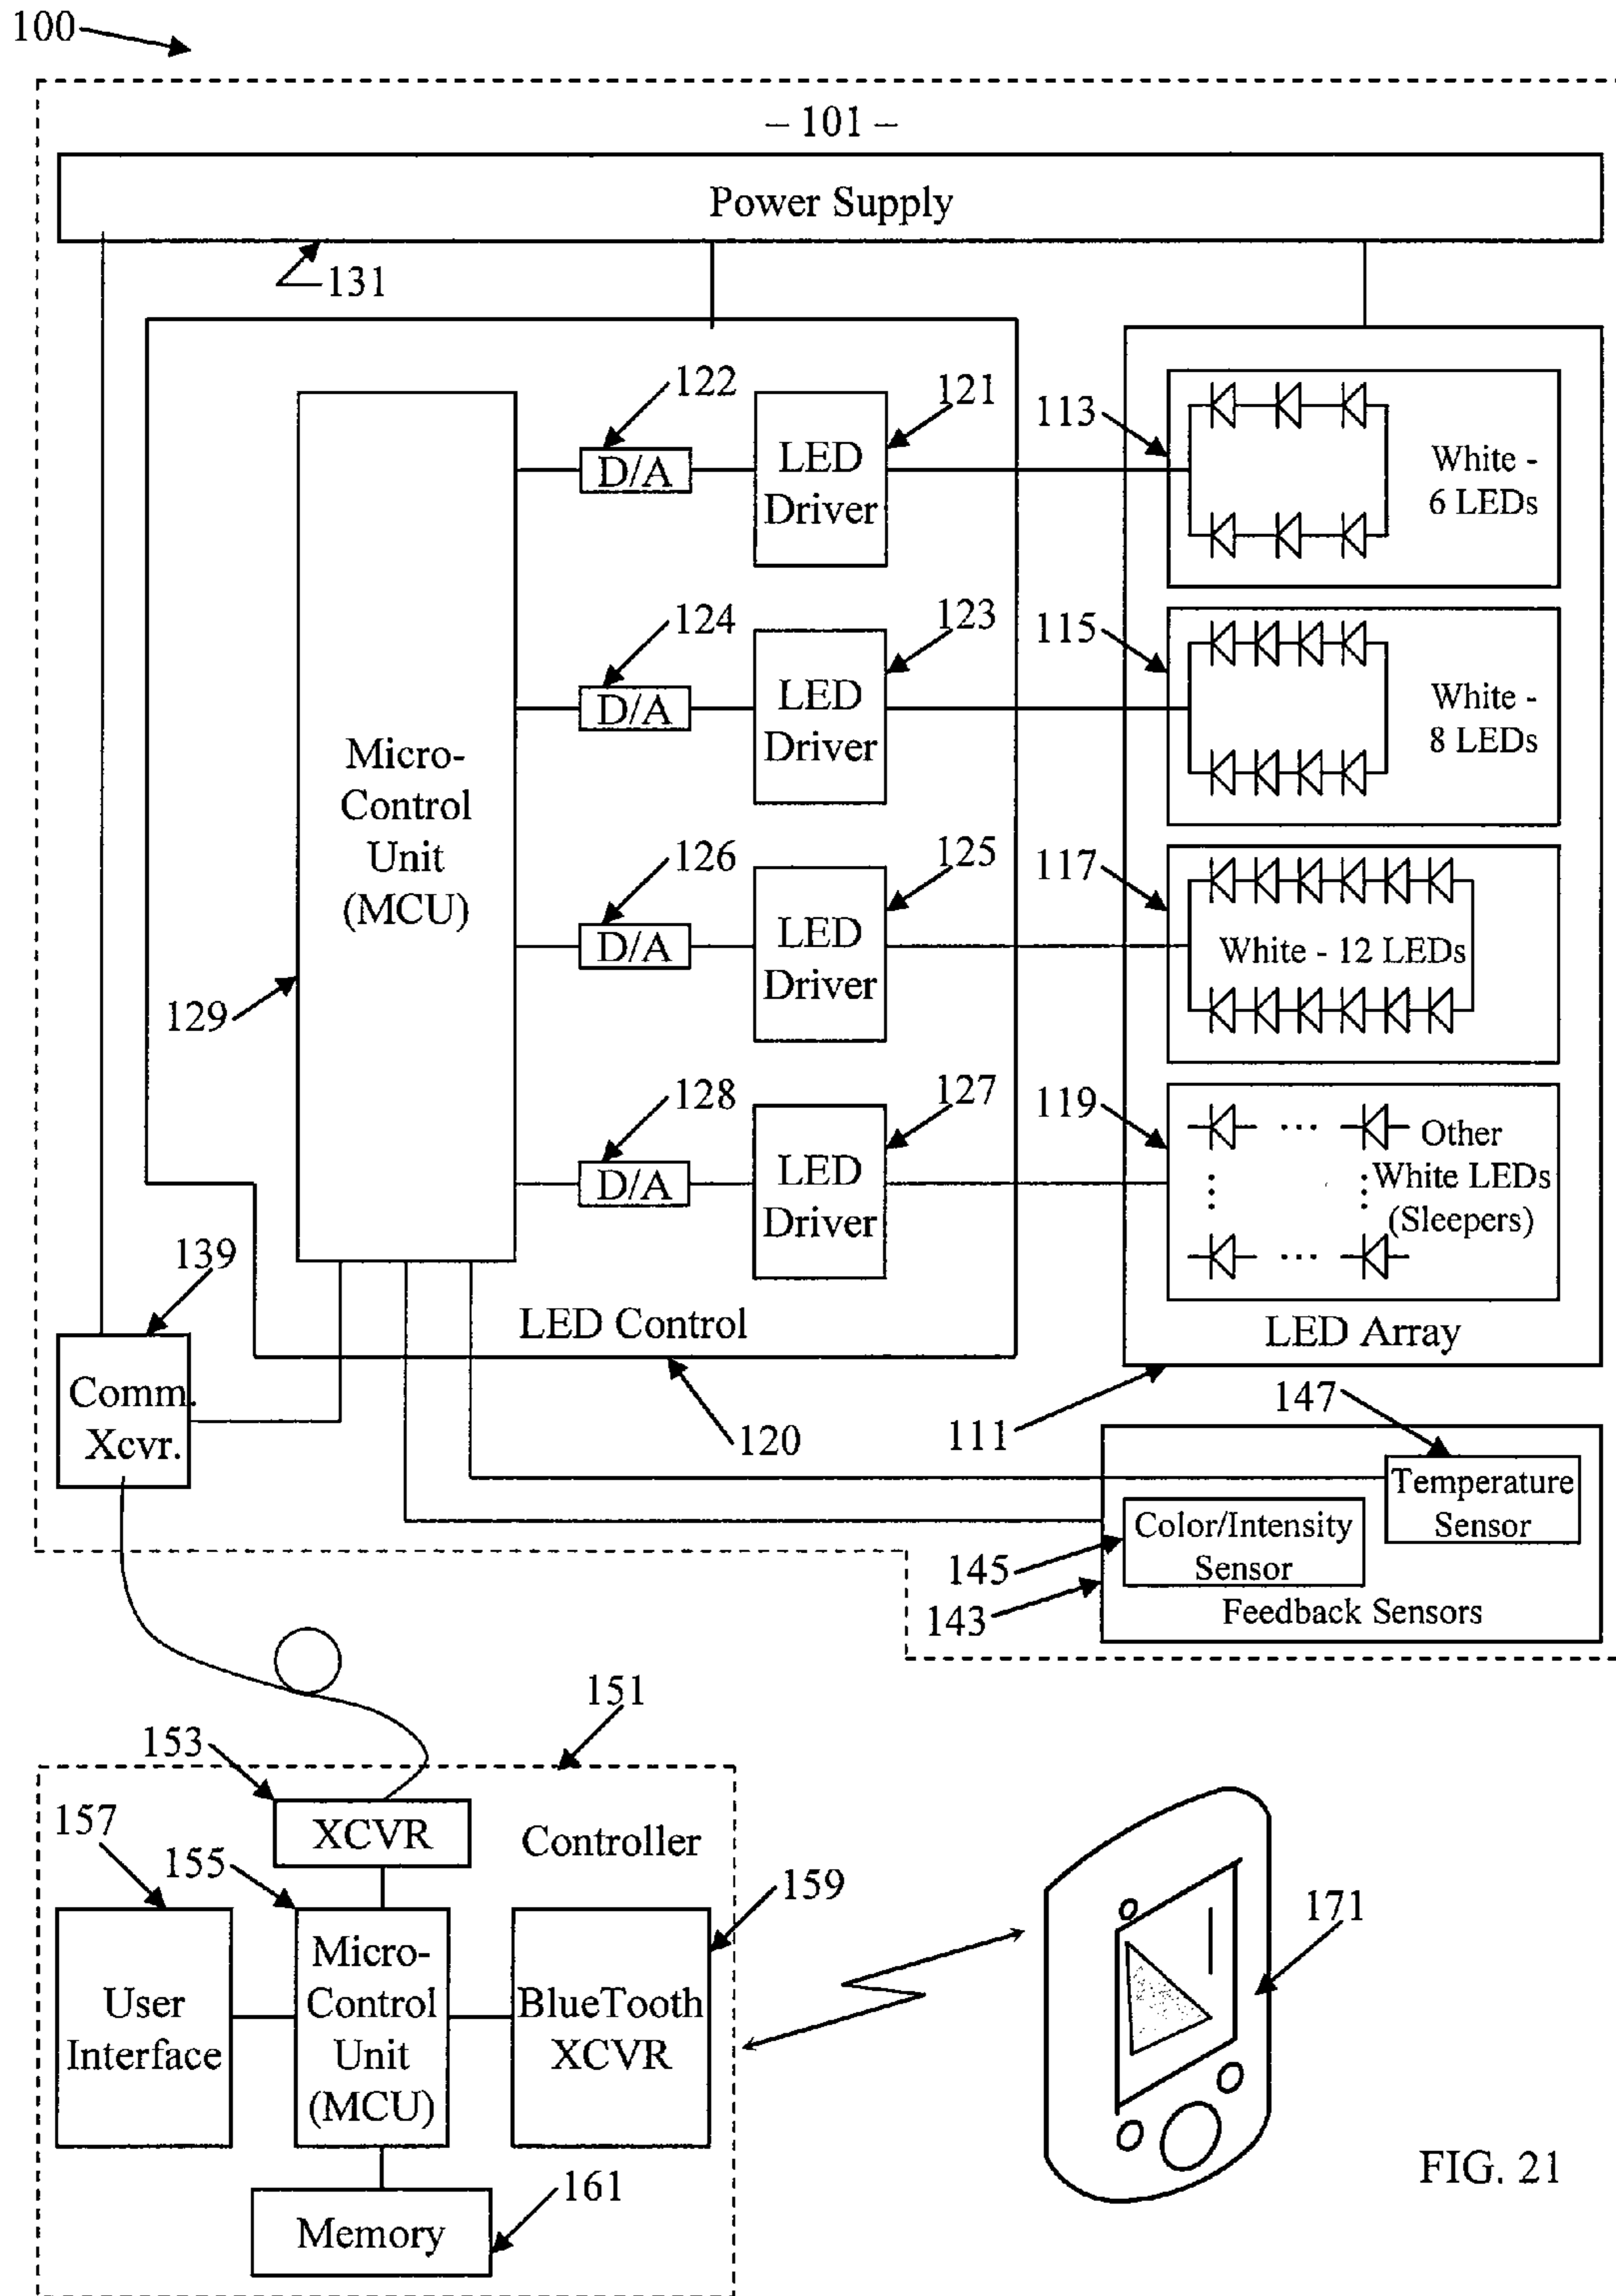 100
– 101 –
Power Supply
131
122
121
113
D/A
LED
Driver
White -
6 LEDs
124
123
115
D/A
LED
Driver
White -
8 LEDs
Micro-
Control
Unit
(MCU)
126
125
117
D/A
LED
Driver
White - 12 LEDs
129
128
127
119
D/A
LED
Driver
Other
White LEDs
(Sleepers)
139
LED Control
LED Array
Comm.
Xcvr.
120
111
147
Temperature
Sensor
Color/Intensity
Sensor
145
143
Feedback Sensors
151
153
XCVR
Controller
157
155
159
User
Interface
Micro-
Control
Unit
(MCU)
BlueTooth
XCVR
171
161
Memory
FIG. 21